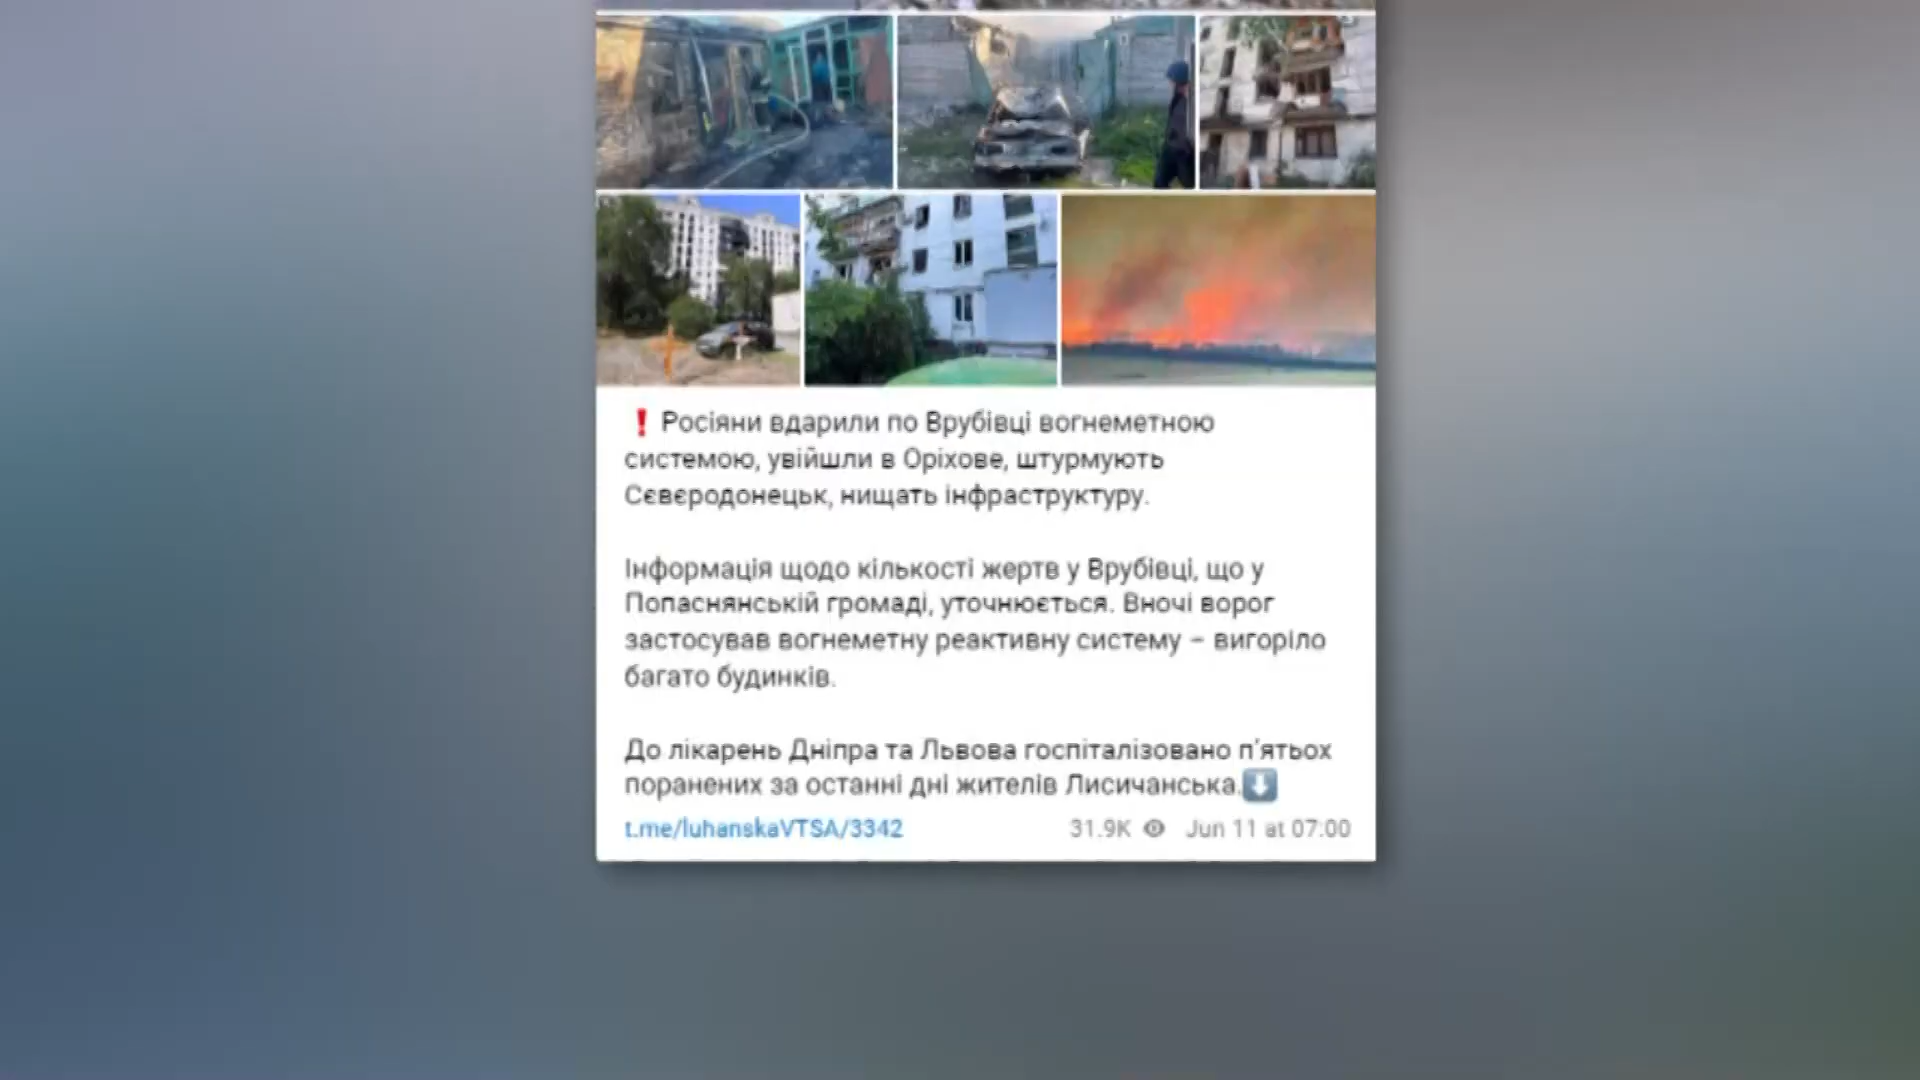 ❗ Росіяни вдарили по Врубівці вогнеметною
системою, увійшли в Оріхове, штурмують
Сєвєродонецьк, нищать інфраструктуру.
Інформація щодо кількості жертв у Врубівці, що у
Попаснянській громаді, уточнюється. Вночі ворог
застосував вогнеметну реактивну систему – вигоріло
багато будинків.
До лікарень Дніпра та Львова госпіталізовано п'ятьох
поранених за останні дні жителів Лисичанська.⬇
t.me/luhanskaVTSA/3342 31.9K Jun 11 at 07:00